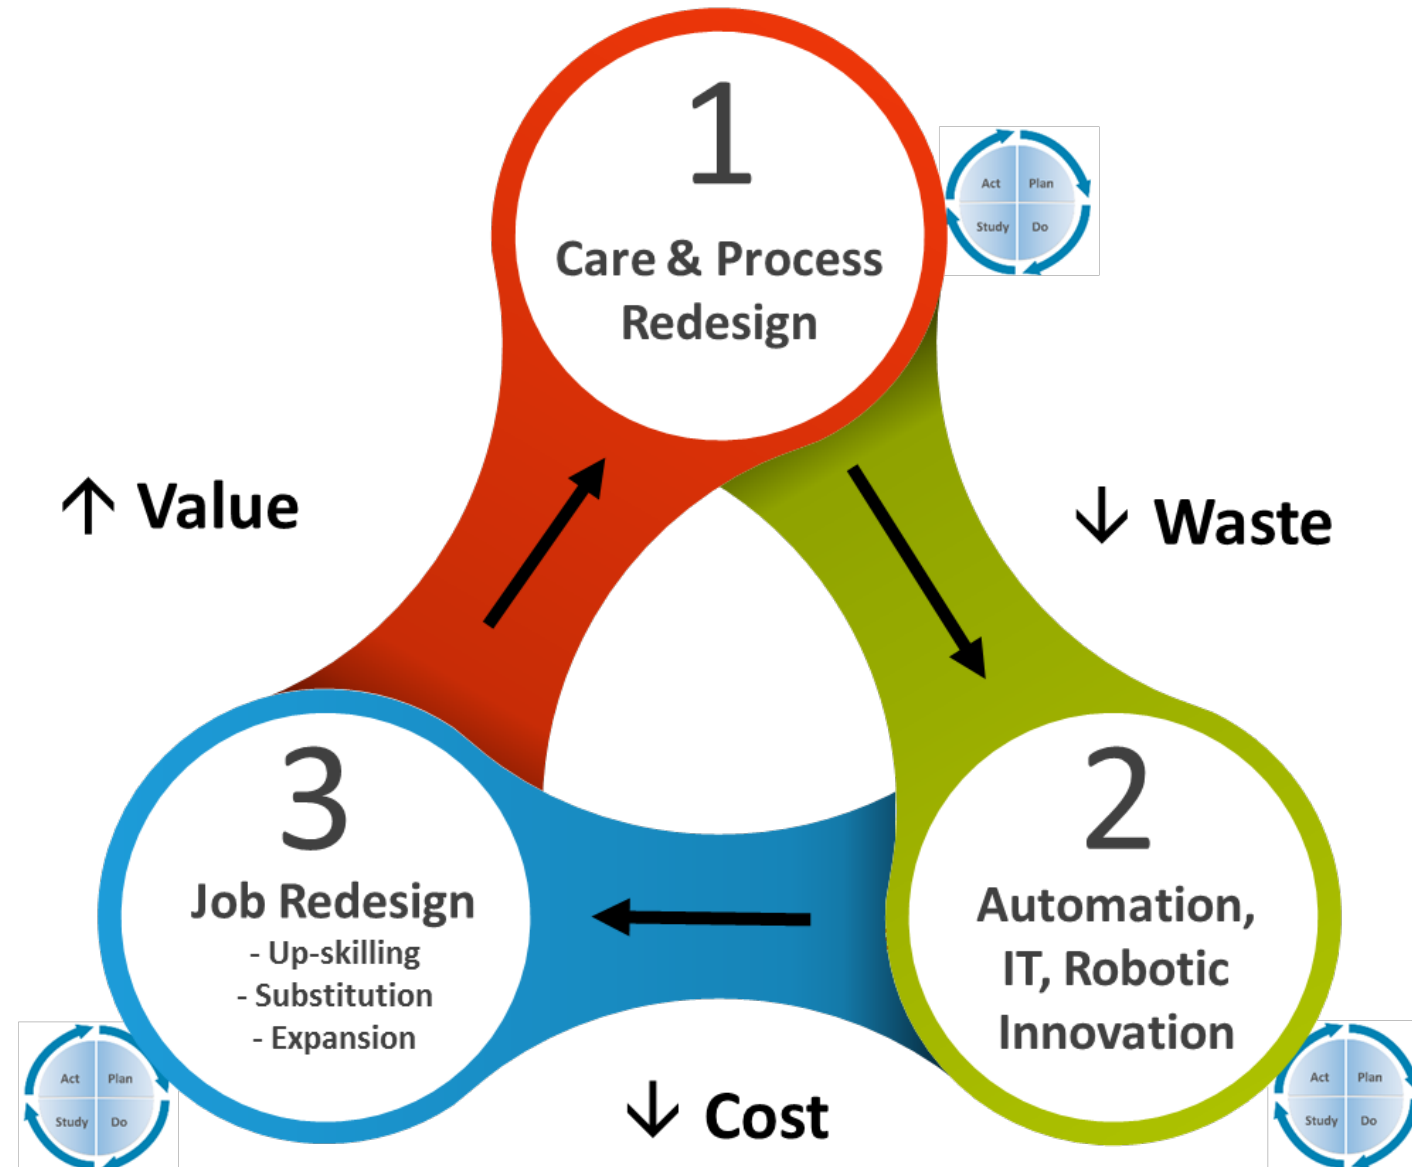 1
Care & Process
Redesign
Act Plan
Study Do
↑ Value
↓ Waste
3
Job Redesign
- Up-skilling
- Substitution
- Expansion
2
Automation,
IT, Robotic
Innovation
Act Plan
Study Do
Act Plan
Study Do
↓ Cost